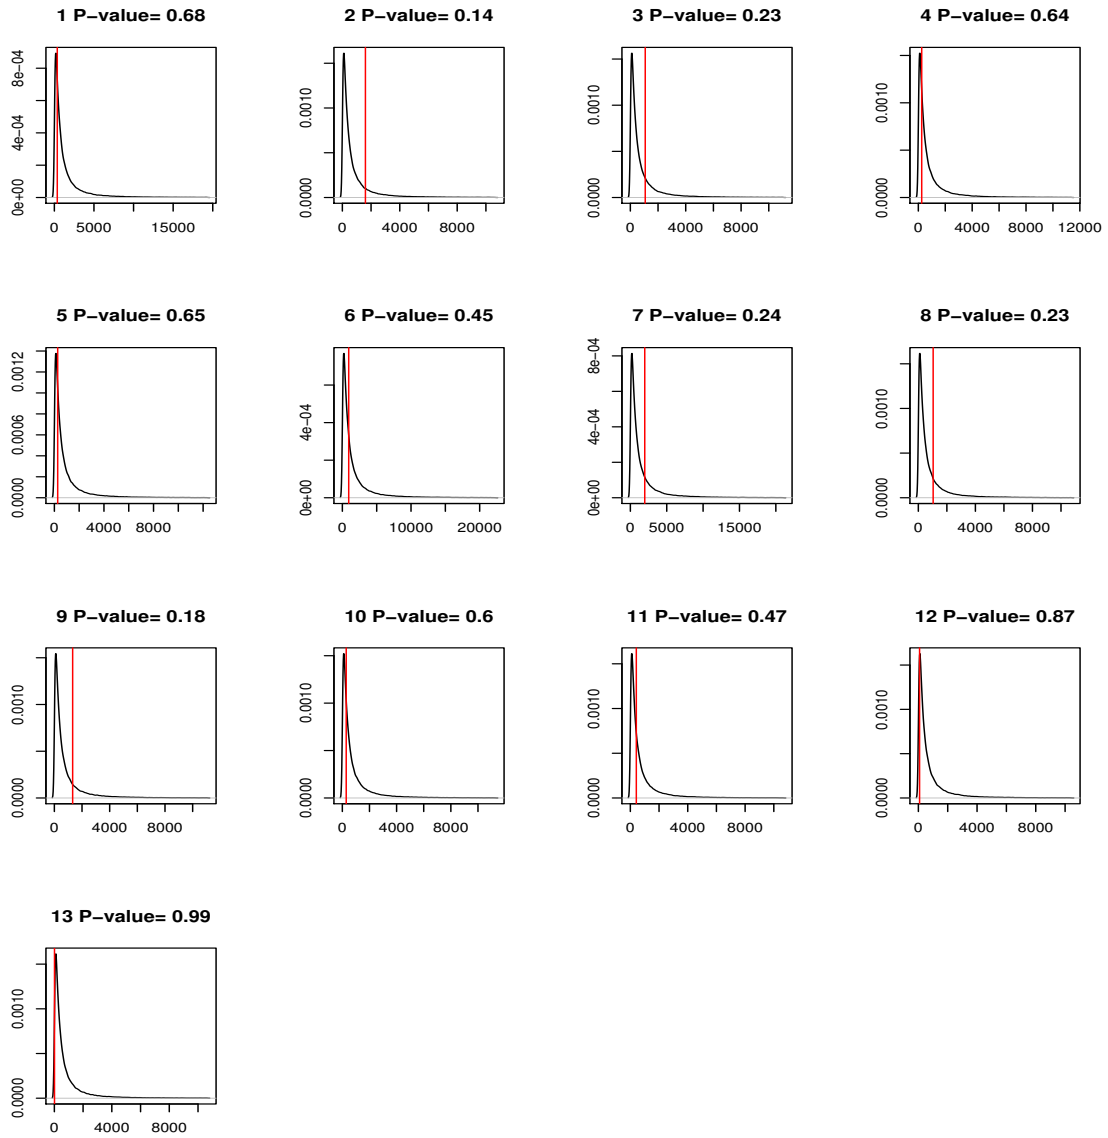 1 P−value= 0.68
8e−04
4e−04
0e+00
0 5000 15000
2 P−value= 0.14
0.0010
0.0000
0 4000 8000
3 P−value= 0.23
0.0010
0.0000
0 4000 8000
4 P−value= 0.64
0.0010
0.0000
0 4000 8000 12000
5 P−value= 0.65
0.0012
0.0006
0.0000
0 4000 8000
6 P−value= 0.45
4e−04
0e+00
0 10000 20000
7 P−value= 0.24
8e−04
4e−04
0e+00
0 5000 15000
8 P−value= 0.23
0.0010
0.0000
0 4000 8000
9 P−value= 0.18
0.0010
0.0000
0 4000 8000
10 P−value= 0.6
0.0010
0.0000
0 4000 8000
11 P−value= 0.47
0.0010
0.0000
0 4000 8000
12 P−value= 0.87
0.0010
0.0000
0 4000 8000
13 P−value= 0.99
0.0010
0.0000
0 4000 8000